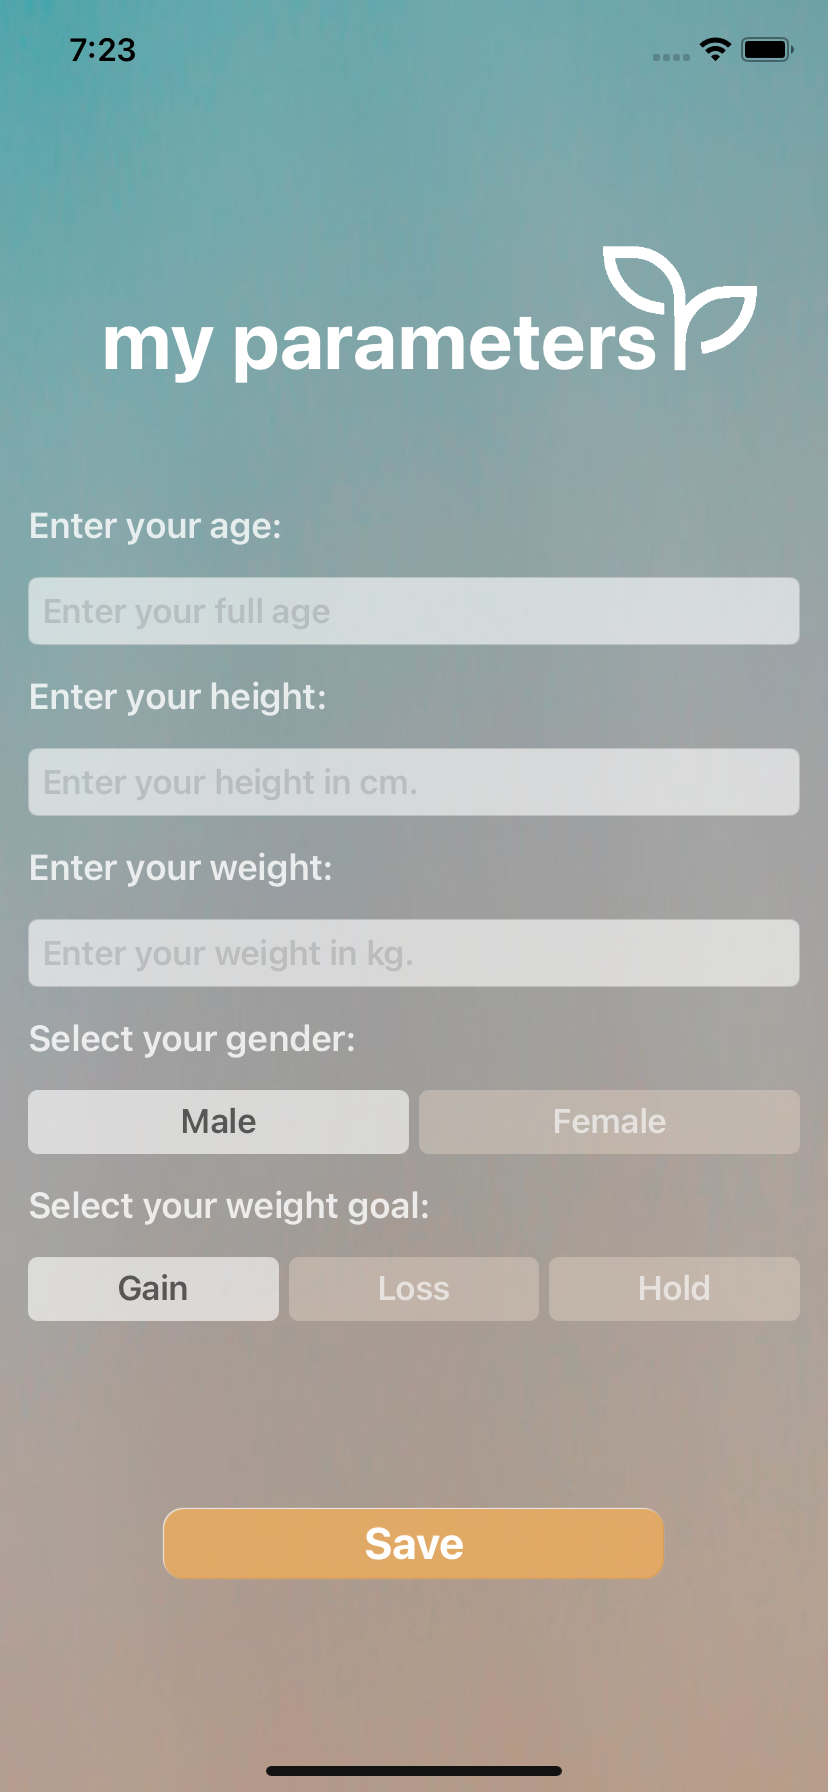 7:23
my parameters
Enter your age:
Enter your full age
Enter your height:
Enter your height in cm.
Enter your weight:
Enter your weight in kg.
Select your gender:
Male Female
Select your weight goal:
Gain Loss Hold
Save